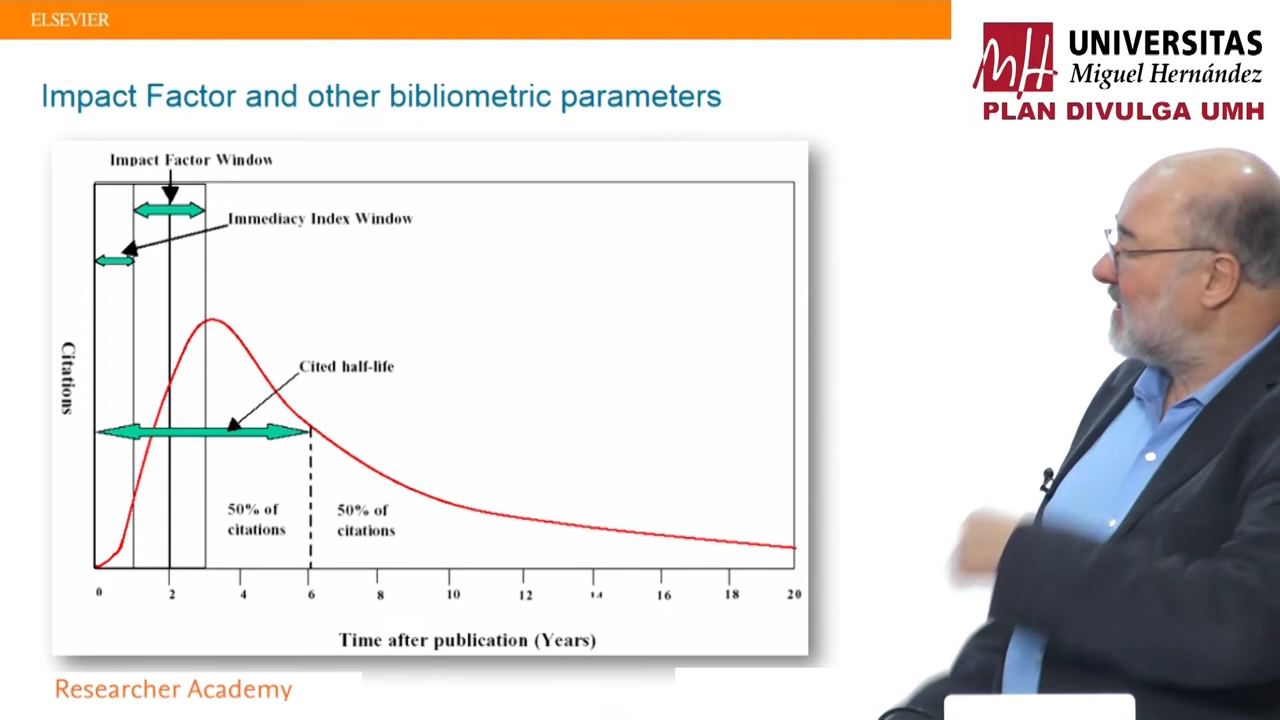 ELSEVIER
UNIVERSITAS
Miguel Hernández
PLAN DIVULGA UMH
Impact Factor and other bibliometric parameters
Impact Factor Window
Immediacy Index Window
Cited half-life
Citations
50% of
citations
50% of
citations
0 2 4 6 8 10 12 14 16 18 20
Time after publication (Years)
Researcher Academy